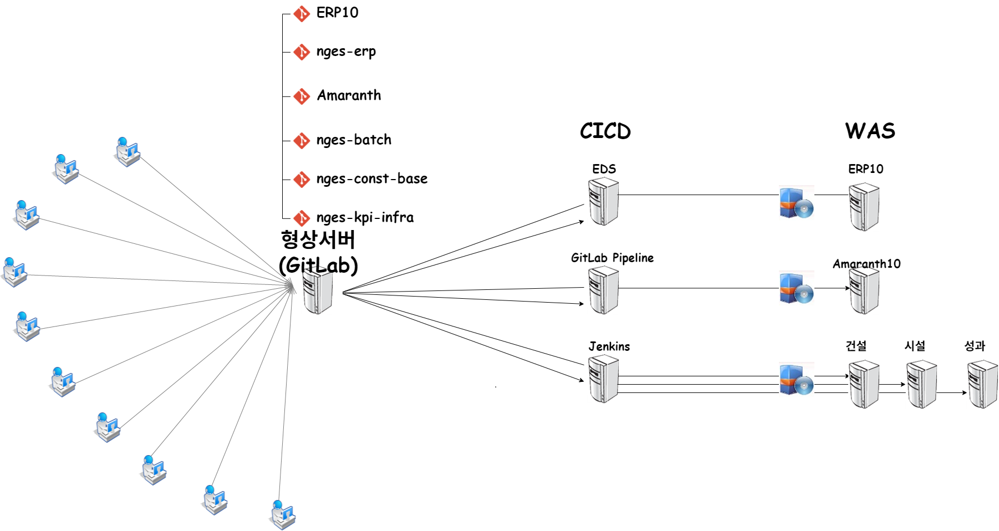 ERP10
nges-erp
Amaranth
nges-batch
nges-const-base
nges-kpi-infra
형상서버
(GitLab)
CICD
WAS
EDS
ERP10
GitLab Pipeline
Amaranth10
Jenkins
건설
시설
성과